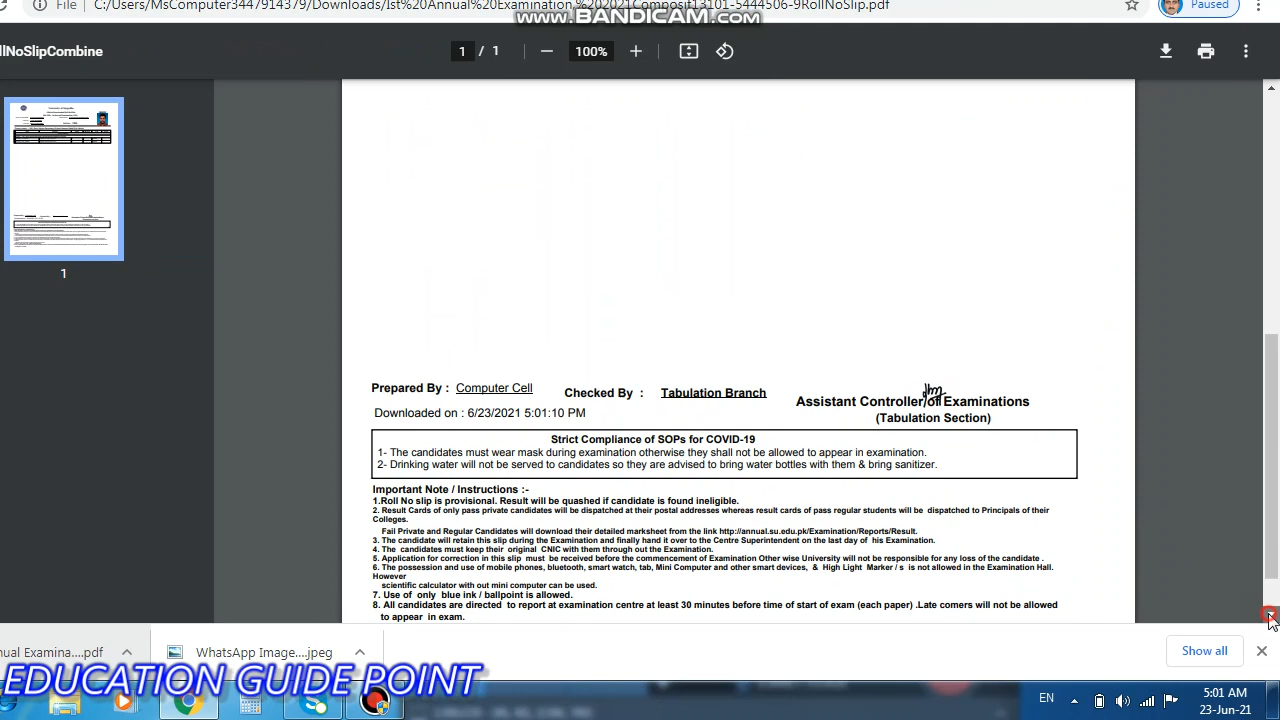 File C:/Users/MsComputer3447914379/Downloads/Ist%20Annual%20Examination,%202021Composit13101-5444506-9RollNoSlip.pdf
Paused
www.BANDICAM.com
llNoSlipCombine
1 / 1
100%
1
Prepared By : Computer Cell
Checked By : Tabulation Branch
Assistant Controller/of Examinations
(Tabulation Section)
Downloaded on : 6/23/2021 5:01:10 PM
Strict Compliance of SOPs for COVID-19
1- The candidates must wear mask during examination otherwise they shall not be allowed to appear in examination.
2- Drinking water will not be served to candidates so they are advised to bring water bottles with them & bring sanitizer.
Important Note / Instructions :-
1.Roll No slip is provisional. Result will be quashed if candidate is found ineligible.
2. Result Cards of only pass private candidates will be dispatched at their postal addresses whereas result cards of pass regular students will be dispatched to Principals of their
Colleges.
Fail Private and Regular Candidates will download their detailed marksheet from the link http://annual.su.edu.pk/Examination/Reports/Result.
3. The candidate will retain this slip during the Examination and finally hand it over to the Centre Superintendent on the last day of his Examination.
4. The candidates must keep their original CNIC with them through out the Examination.
5. Application for correction in this slip must be received before the commencement of Examination Other wise University will not be responsible for any loss of the candidate .
6. The possession and use of mobile phones, bluetooth, smart watch, tab, Mini Computer and other smart devices, & High Light Marker / s is not allowed in the Examination Hall.
However
scientific calculator with out mini computer can be used.
7. Use of only blue ink / ballpoint is allowed.
8. All candidates are directed to report at examination centre at least 30 minutes before time of start of exam (each paper) .Late comers will not be allowed
to appear in exam.
nual Examina....pdf
WhatsApp Image....jpeg
Show all
EDUCATION GUIDE POINT
EN
5:01 AM
23-Jun-21